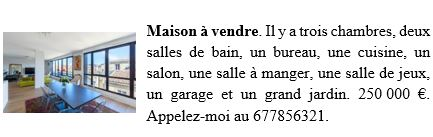 Maison à vendre. Il y a trois chambres, deux
salles de bain, un bureau, une cuisine, un
salon, une salle à manger, une salle de jeux,
un garage et un grand jardin. 250 000 €.
Appelez-moi au 677856321.